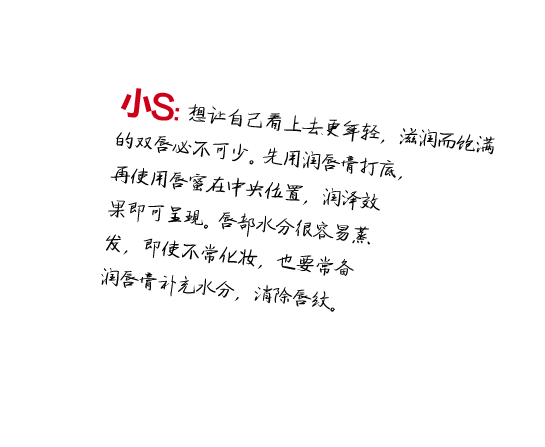 小S: 想让自己看上去更年轻，滋润而饱满
的双唇必不可少。先用润唇膏打底，
再使用唇蜜在中央位置，润泽效
果即可呈现。唇部水分很容易蒸
发，即使不常化妆，也要常备
润唇膏补充水分，消除唇纹。